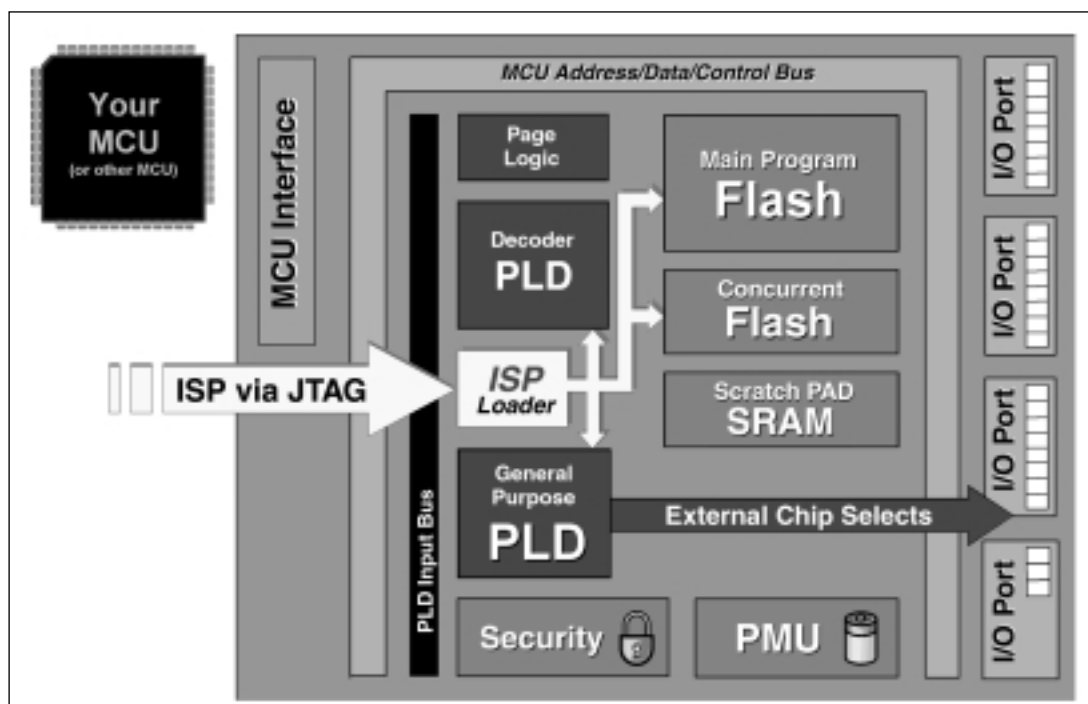 Your
MCU
(or other MCU)
MCU Interface
MCU Address/Data/Control Bus
PLD Input Bus
Page
Logic
Decoder
PLD
ISP via JTAG
ISP
Loader
General
Purpose
PLD
Main Program
Flash
Concurrent
Flash
Scratch PAD
SRAM
External Chip Selects
Security
PMU
I/O Port
I/O Port
I/O Port
I/O Port